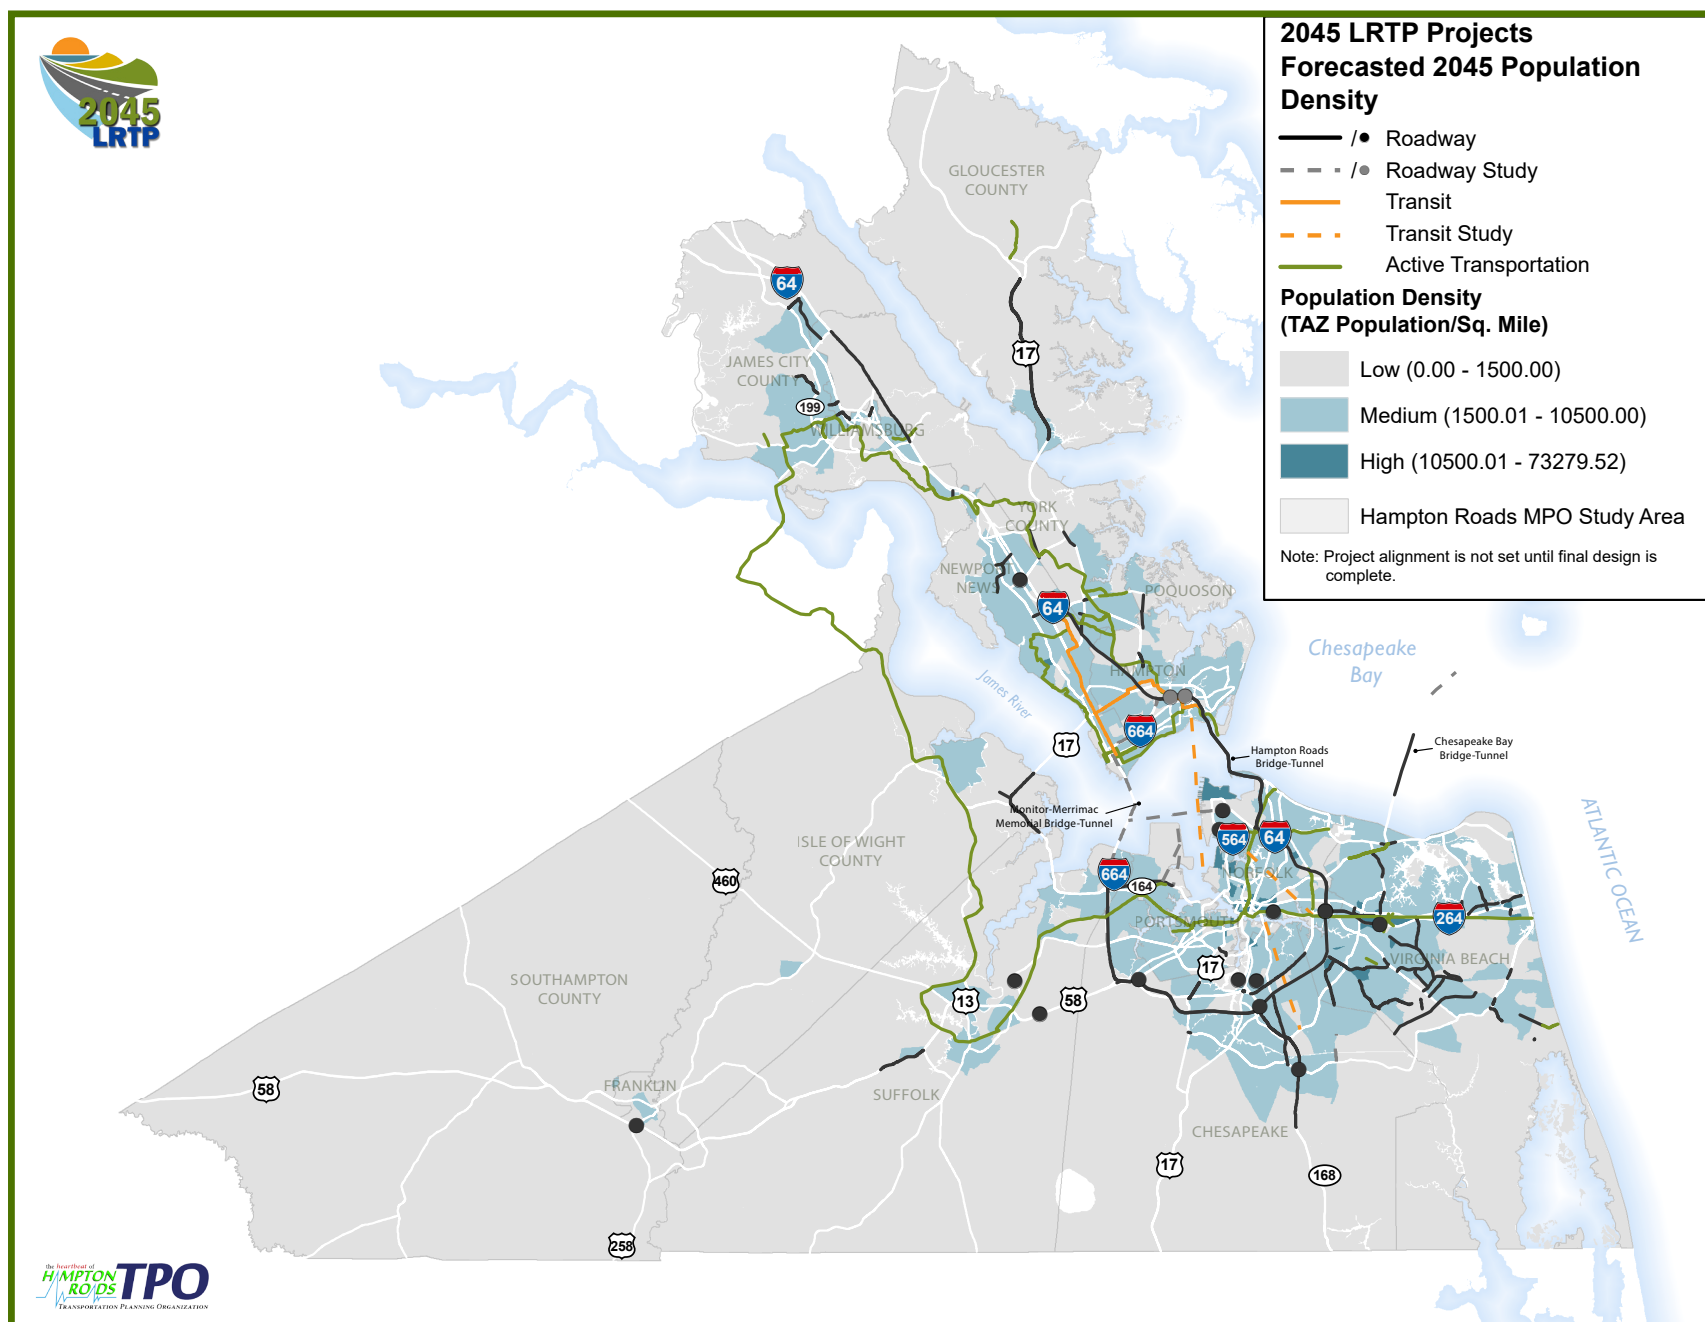 2045
LRTP
2045 LRTP Projects
Forecasted 2045 Population
Density
/ Roadway
/ Roadway Study
Transit
Transit Study
Active Transportation
Population Density
(TAZ Population/Sq. Mile)
Low (0.00 - 1500.00)
Medium (1500.01 - 10500.00)
High (10500.01 - 73279.52)
Hampton Roads MPO Study Area
Note: Project alignment is not set until final design is
complete.
GLOUCESTER
COUNTY
64
17
JAMES CITY
COUNTY
199
WILLIAMSBURG
YORK
COUNTY
NEWPORT
NEWS
POQUOSON
64
HAMPTON
Chesapeake
Bay
James River
664
17
Hampton Roads
Bridge-Tunnel
Chesapeake Bay
Bridge-Tunnel
Monitor-Merrimac
Memorial Bridge-Tunnel
ATLANTIC OCEAN
ISLE OF WIGHT
COUNTY
564
64
460
664
164
NORFOLK
PORTSMOUTH
264
VIRGINIA BEACH
17
SOUTHAMPTON
COUNTY
13
58
58
FRANKLIN
SUFFOLK
CHESAPEAKE
17
168
258
the heartbeat of
HAMPTON
ROADS
TPO
TRANSPORTATION PLANNING ORGANIZATION